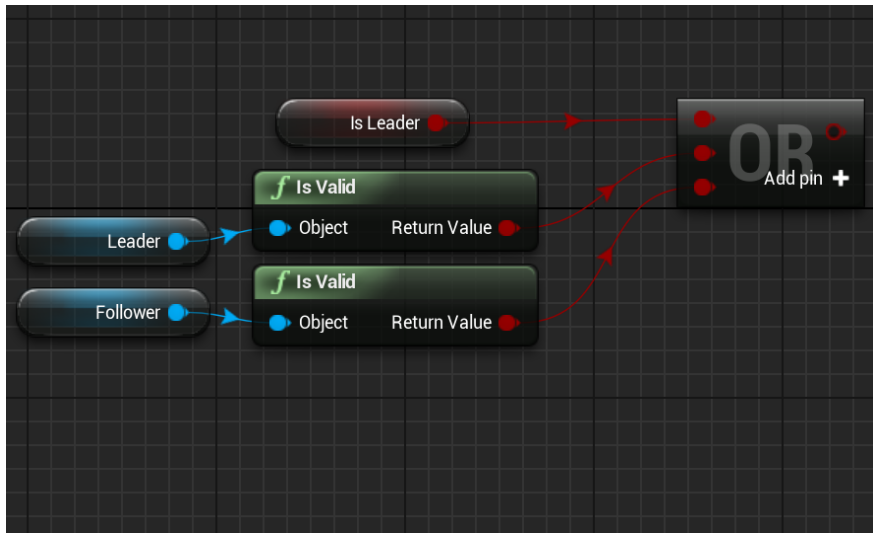 Is Leader
OR
Add pin
f Is Valid
Leader
Object Return Value
f Is Valid
Follower
Object Return Value